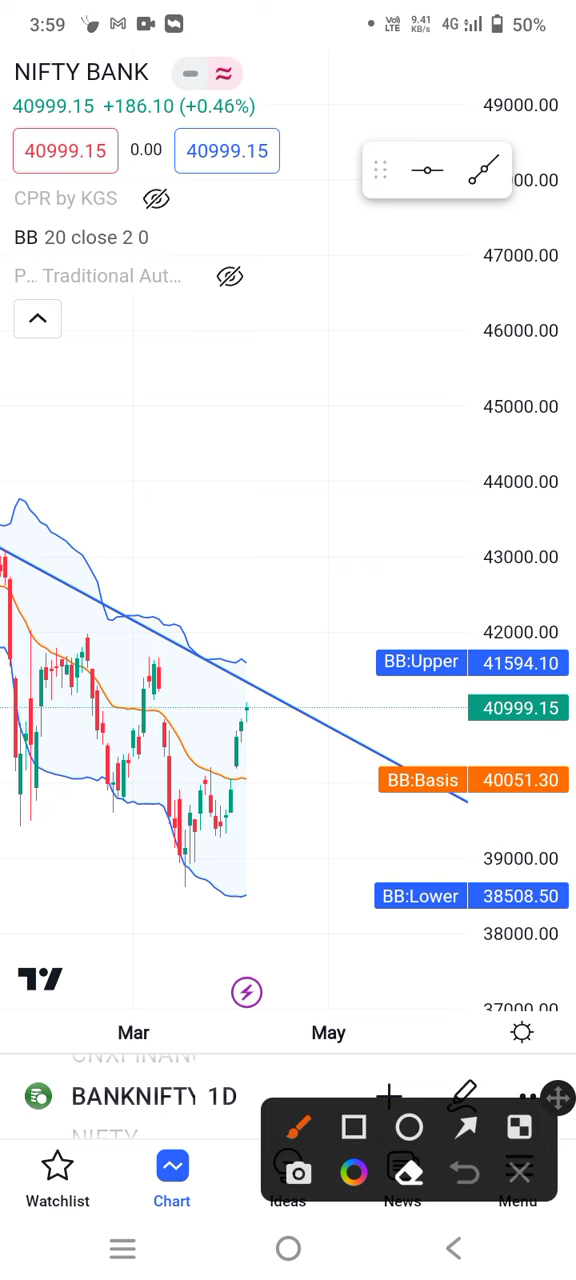 3:59 Vo) LTE 9.41 KB/s 4G 50%
NIFTY BANK
49000.00
40999.15 +186.10 (+0.46%)
40999.15 0.00 40999.15
00.00
CPR by KGS
BB 20 close 2 0
47000.00
P... Traditional Aut...
46000.00
45000.00
44000.00
43000.00
42000.00
BB:Upper 41594.10
40999.15
BB:Basis 40051.30
39000.00
BB:Lower 38508.50
38000.00
37000.00
Mar May
CNXFINAN
BANKNIFTY 1D
NIFTY
Watchlist Chart Ideas News Menu